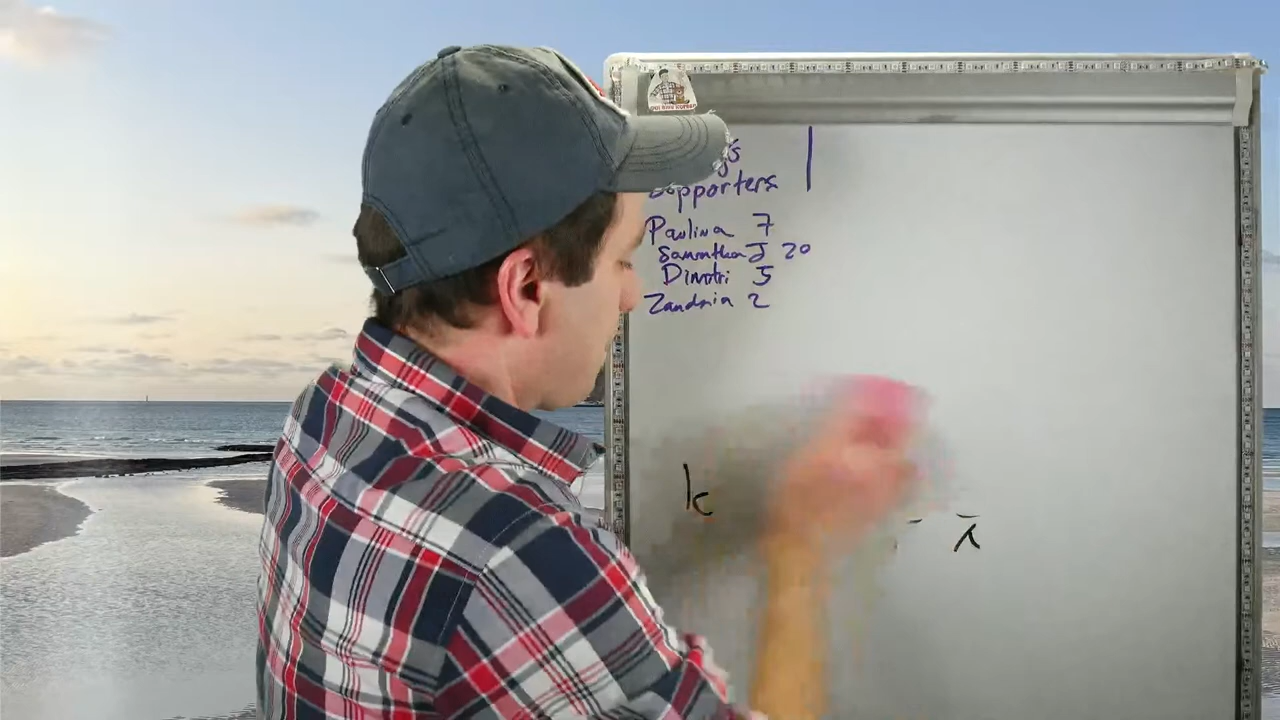 Supporters
Paulina 7
Samantha J 20
Dimitri 5
Zandria 2
k ㅊ